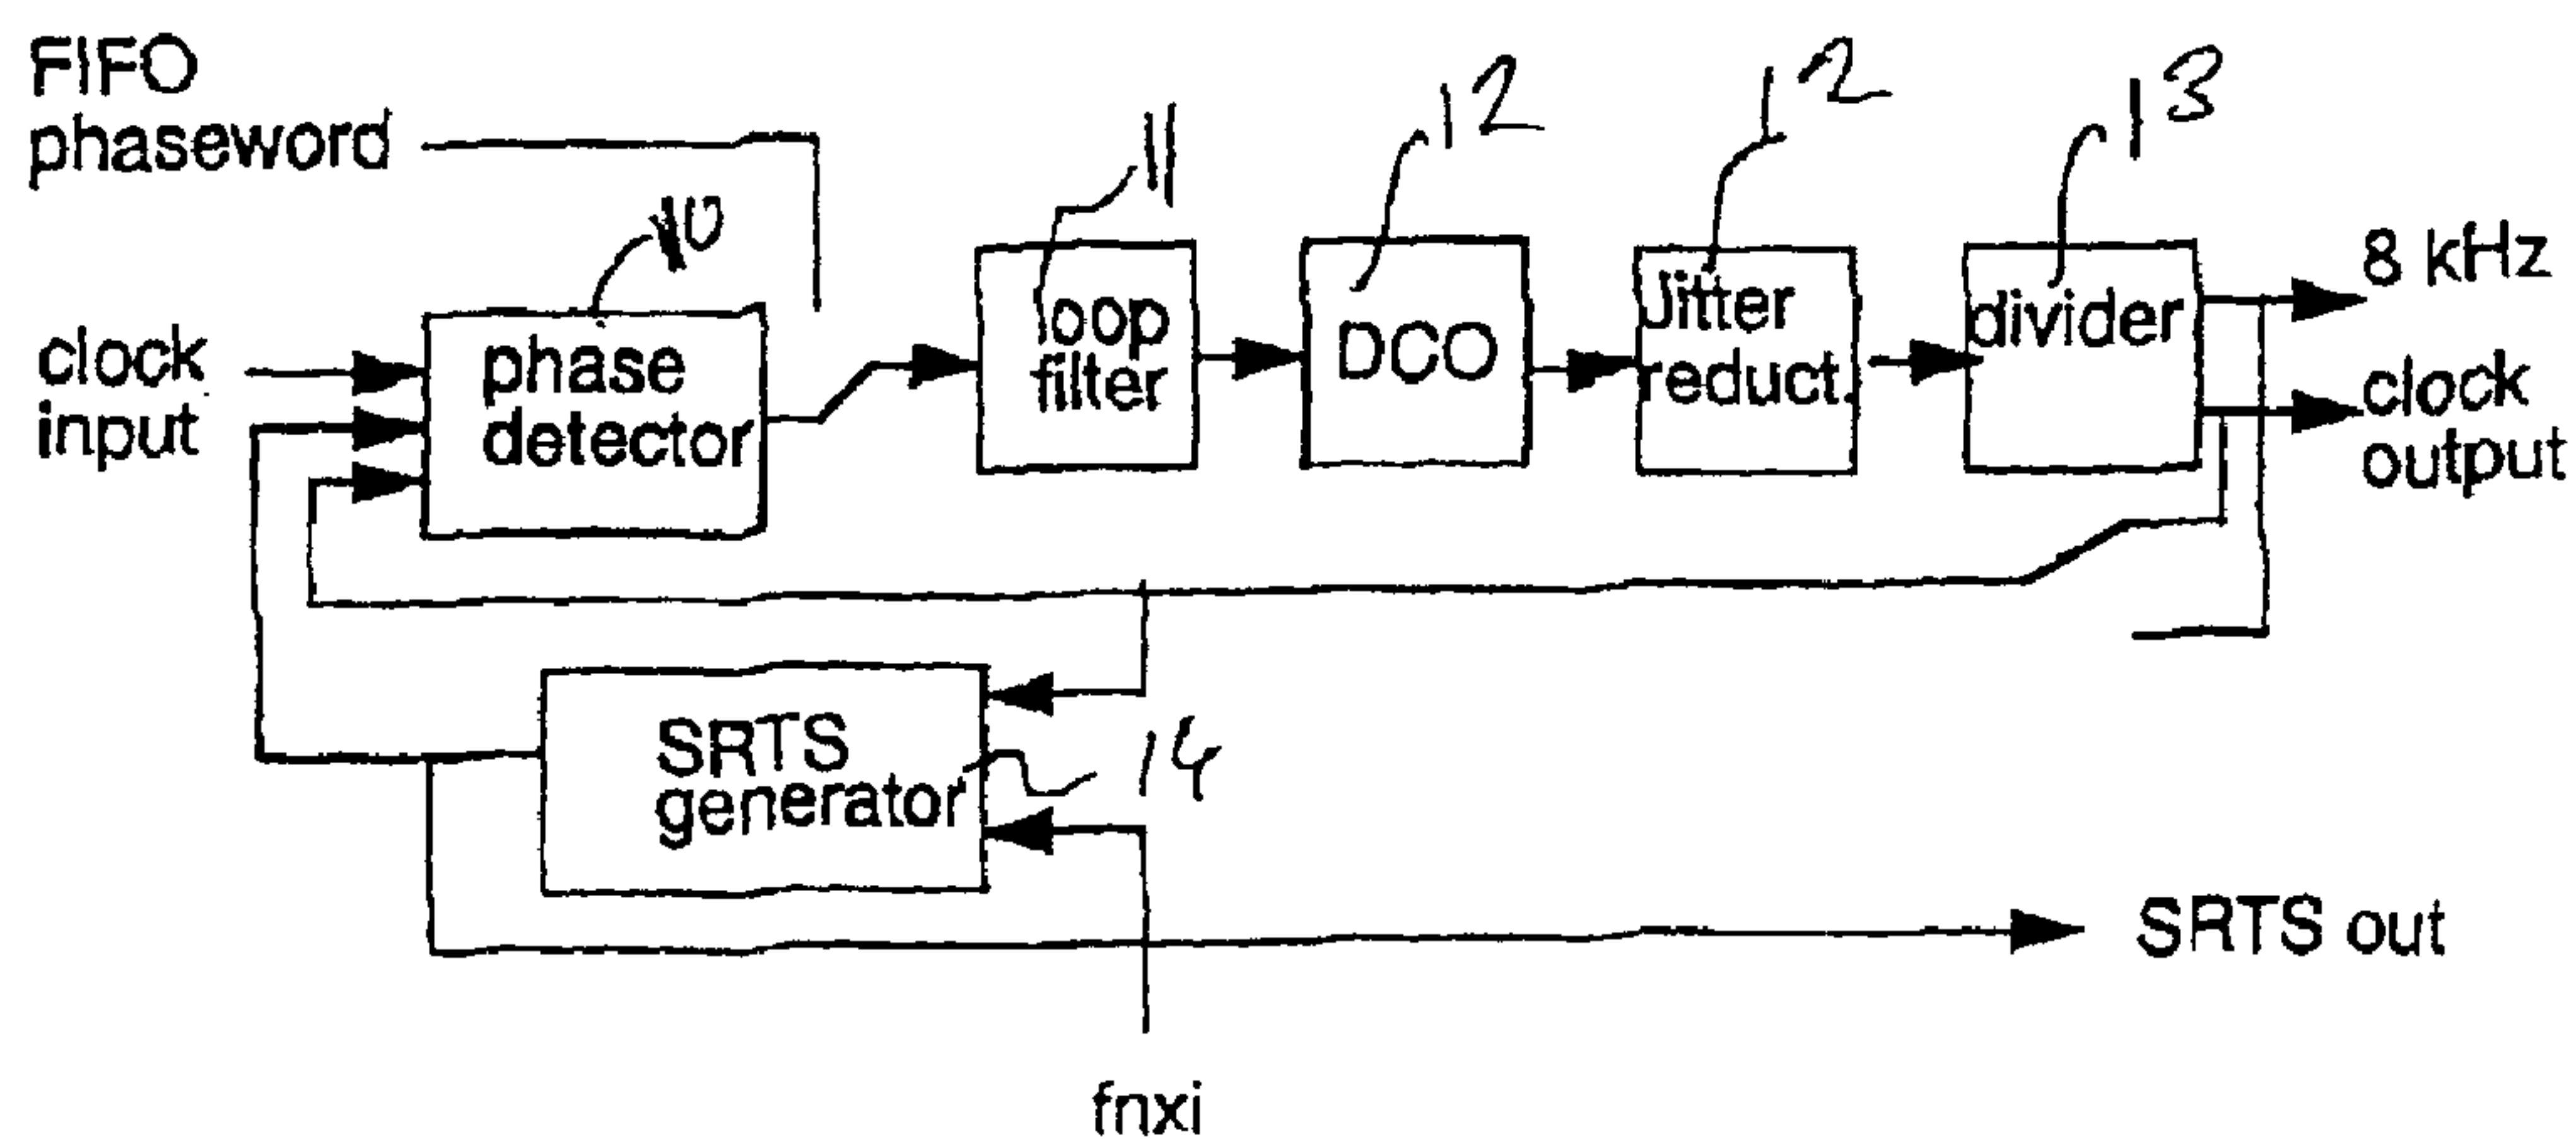 FIFO
phaseword
10
11
12
12
13
clock
input
phase
detector
loop
filter
DCO
Jitter
reduct.
divider
8 kHz
clock
output
SRTS
generator
14
SRTS out
fnxi